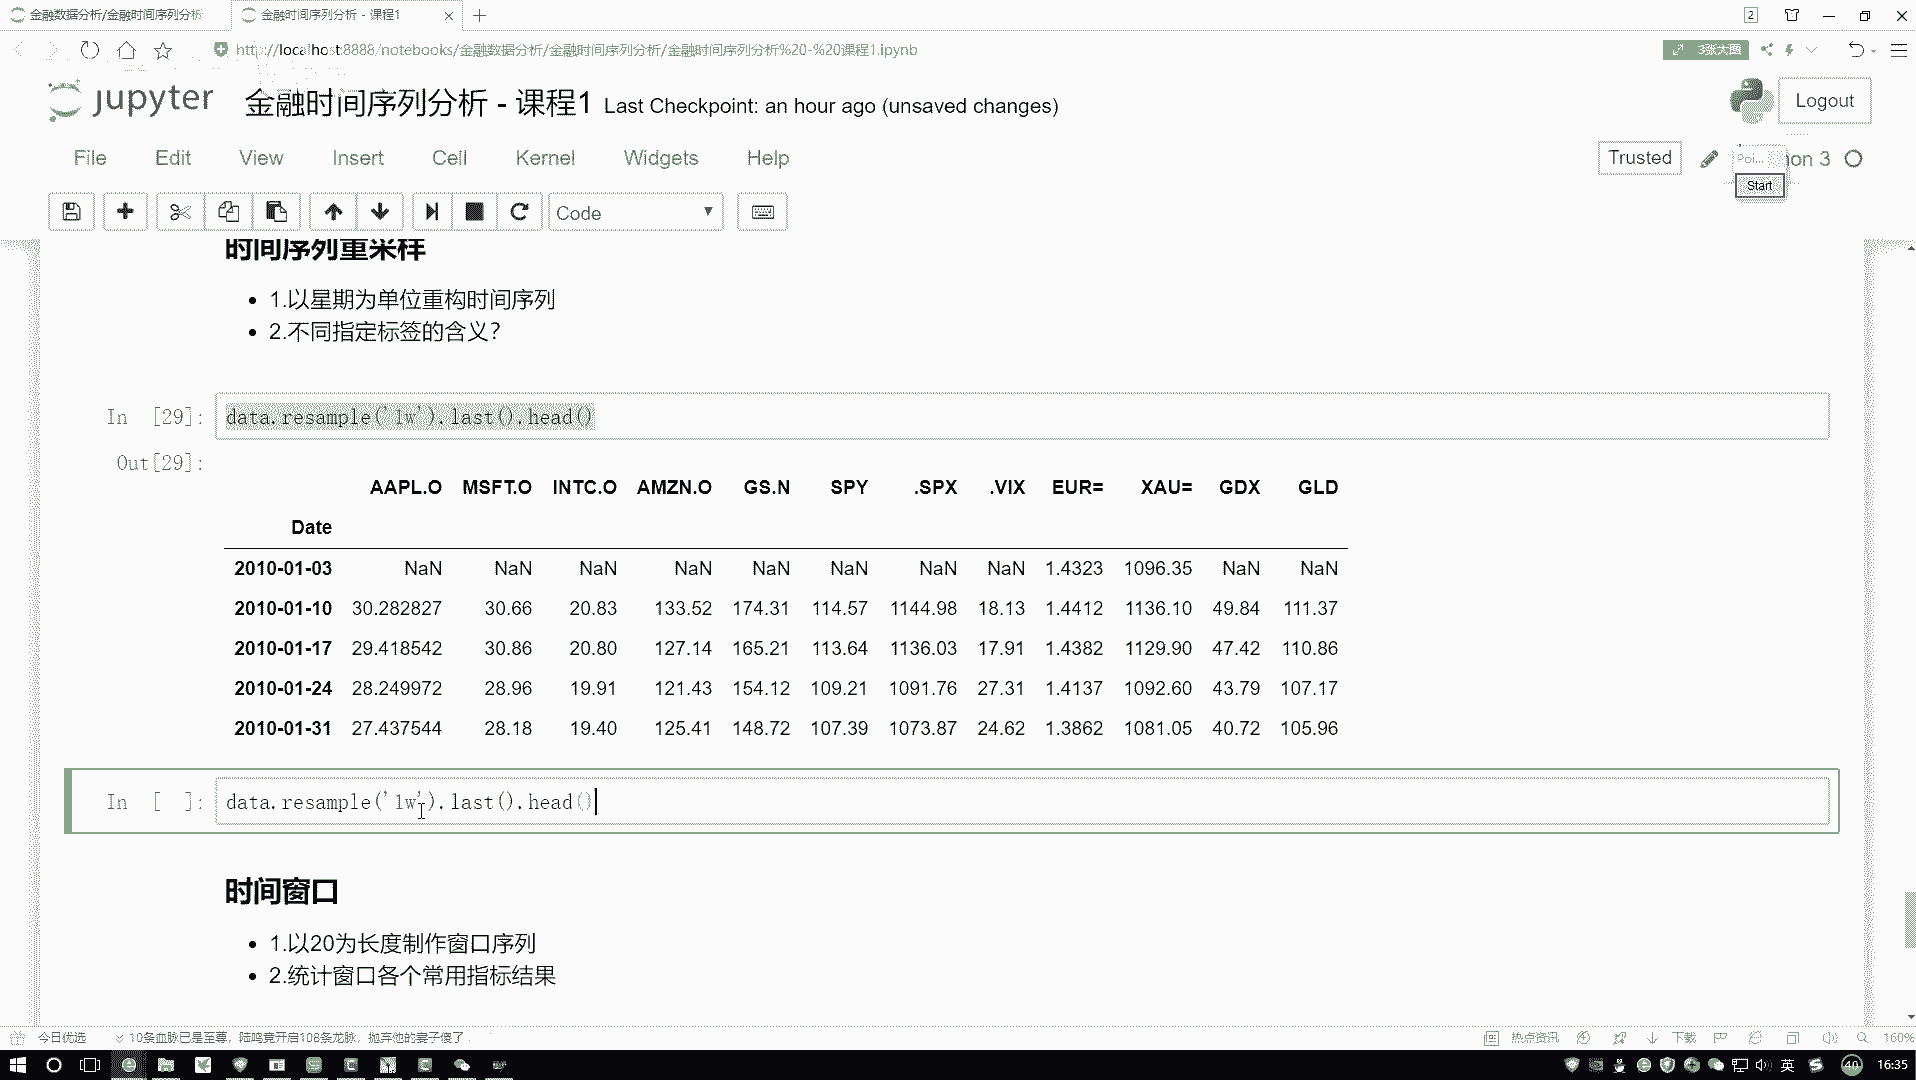 金融数据分析/金融时间序列分析
金融时间序列分析 - 课程1
2
http://localhost:8888/notebooks/金融数据分析/金融时间序列分析/金融时间序列分析%20-%20课程1.ipynb
3张大图
jupyter
金融时间序列分析 - 课程1 Last Checkpoint: an hour ago (unsaved changes)
Logout
File Edit View Insert Cell Kernel Widgets Help
Trusted
Poi... on 3
Start
Code
时间序列重采样
• 1.以星期为单位重构时间序列
• 2.不同指定标签的含义?
In [29]: data.resample('1w').last().head()
Out[29]:
AAPL.O MSFT.O INTC.O AMZN.O GS.N SPY .SPX .VIX EUR= XAU= GDX GLD
Date
2010-01-03 NaN NaN NaN NaN NaN NaN NaN NaN 1.4323 1096.35 NaN NaN
2010-01-10 30.282827 30.66 20.83 133.52 174.31 114.57 1144.98 18.13 1.4412 1136.10 49.84 111.37
2010-01-17 29.418542 30.86 20.80 127.14 165.21 113.64 1136.03 17.91 1.4382 1129.90 47.42 110.86
2010-01-24 28.249972 28.96 19.91 121.43 154.12 109.21 1091.76 27.31 1.4137 1092.60 43.79 107.17
2010-01-31 27.437544 28.18 19.40 125.41 148.72 107.39 1073.87 24.62 1.3862 1081.05 40.72 105.96
In [ ]: data.resample('1w').last().head()
时间窗口
• 1.以20为长度制作窗口序列
• 2.统计窗口各个常用指标结果
今日优选
10条血脉已是至尊，陆鸣竟开启108条龙脉，抛弃他的妻子傻了
热点资讯
下载
160%
英
40
16:35